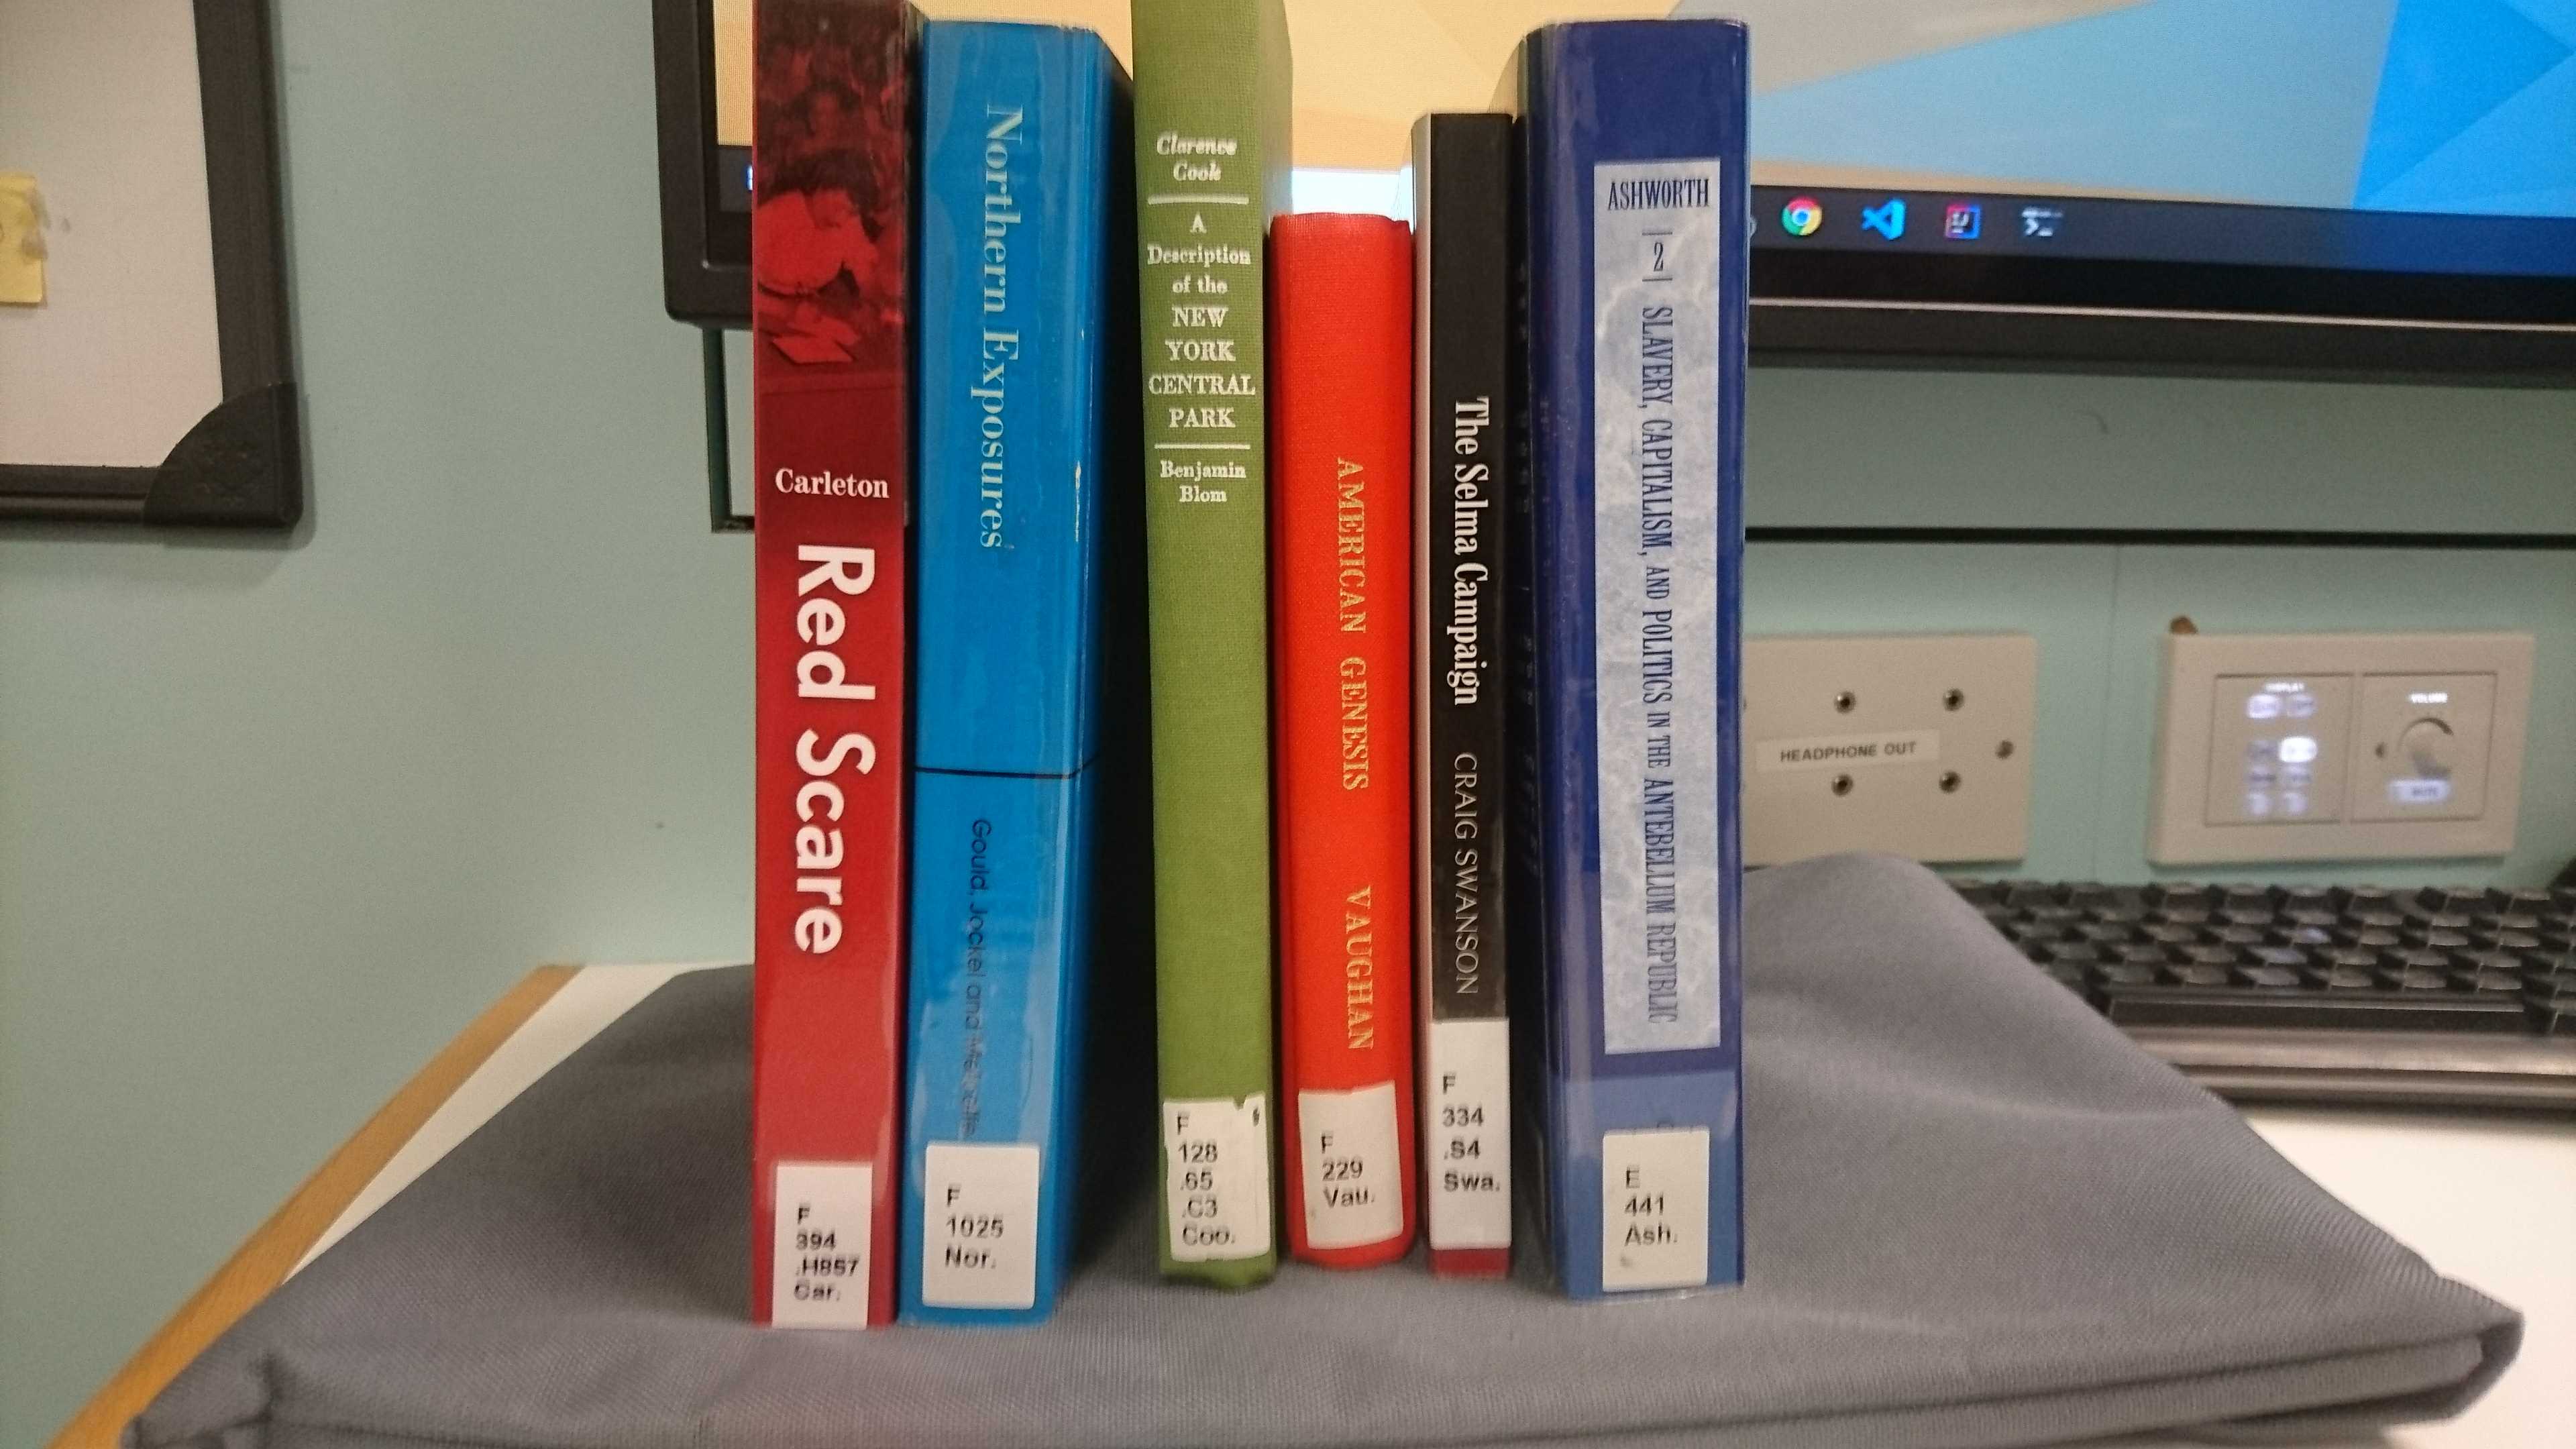 Carleton
Red Scare
F
394
.H857
Car.
Northern Exposures
Gould, Jockel and
F
1025
Nor.
Clarence
Cook
A
Description
of the
NEW
YORK
CENTRAL
PARK
Benjamin
Blom
F
128
.65
.C3
Coo.
AMERICAN GENESIS VAUGHAN
F
229
Vau.
The Selma Campaign CRAIG SWANSON
F
334
.S4
Swa.
ASHWORTH
2
SLAVERY, CAPITALISM, AND POLITICS IN THE ANTEBELLUM REPUBLIC
E
441
Ash.
HEADPHONE OUT
DISPLAY
VOLUME